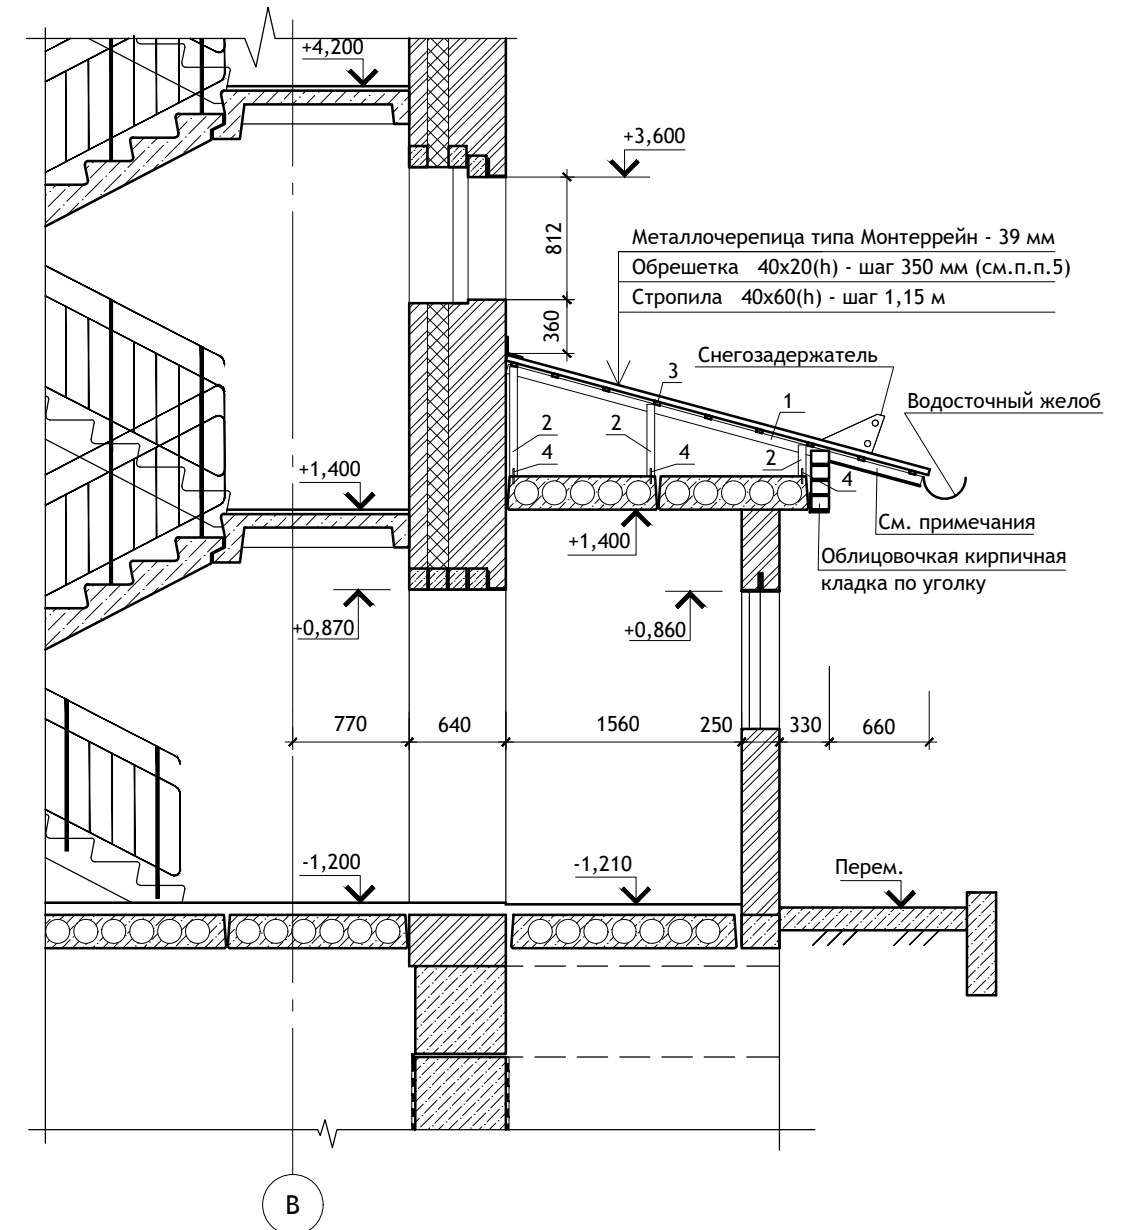 +4,200
+3,600
812
Металлочерепица типа Монтеррейн - 39 мм
Обрешетка 40х20(h) - шаг 350 мм (см.п.п.5)
Стропила 40х60(h) - шаг 1,15 м
360
Снегозадержатель
3
1
Водосточный желоб
2
2
+1,400
4
4
2
4
См. примечания
+1,400
Облицовочкая кирпичная
кладка по уголку
+0,870
+0,860
770
640
1560
250
330
660
-1,200
-1,210
Перем.
В